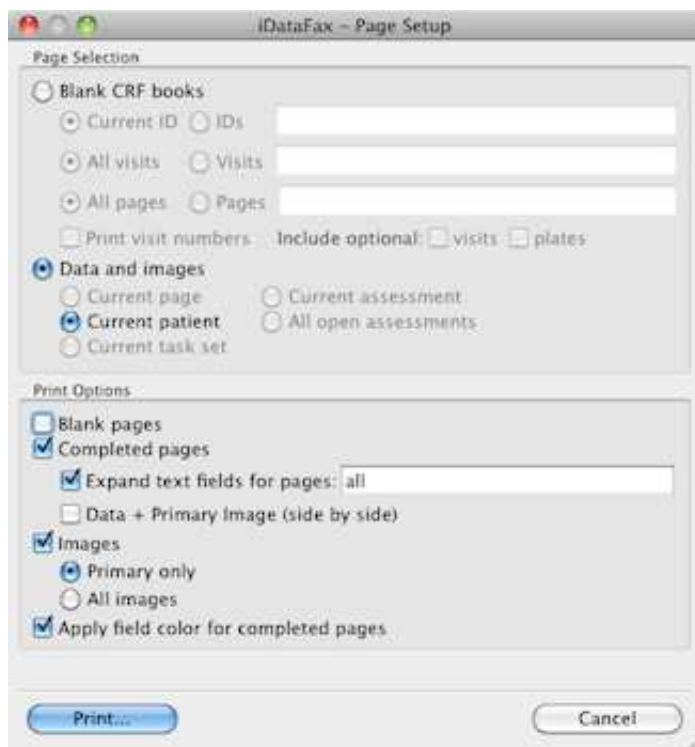 iDataFax – Page Setup
Page Selection
Blank CRF books
Current ID IDs
All visits Visits
All pages Pages
Print visit numbers Include optional: visits plates
Data and images
Current page Current assessment
Current patient All open assessments
Current task set
Print Options
Blank pages
Completed pages
Expand text fields for pages: all
Data + Primary Image (side by side)
Images
Primary only
All images
Apply field color for completed pages
Print... Cancel